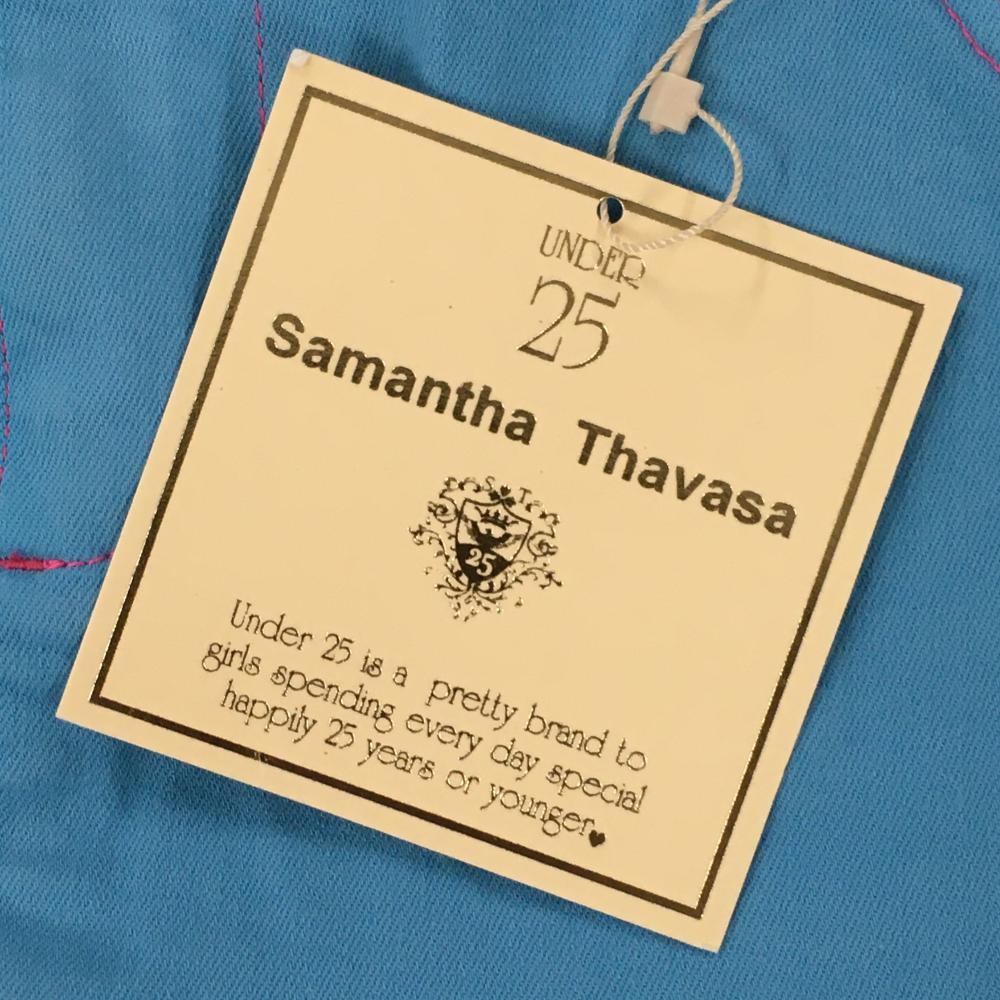 UNDER
25
Samantha Thavasa
S T
25
Under 25 is a pretty brand to
girls spending every day special
happily 25 years or younger.♥